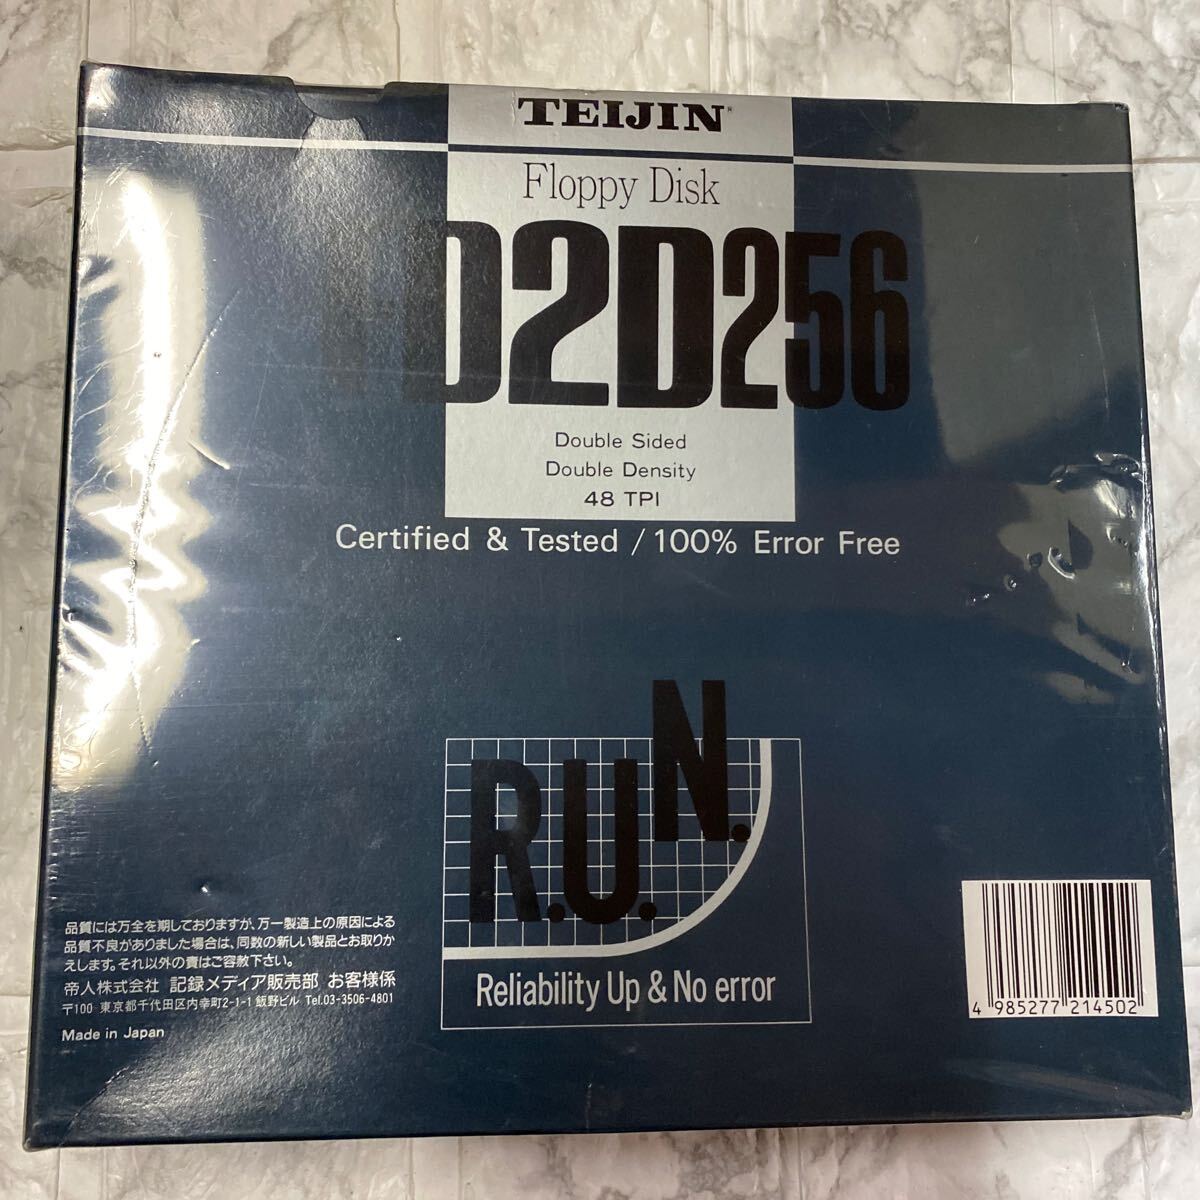 TEIJIN®
Floppy Disk
D2D256
Double Sided
Double Density
48 TPI
Certified & Tested / 100% Error Free
R.U.N.
Reliability Up & No error
品質には万全を期しておりますが、万一製造上の原因による
品質不良がありました場合は、同数の新しい製品とお取りか
えします。それ以外の責はご容赦下さい。
帝人株式会社 記録メディア販売部 お客様係
〒100 東京都千代田区内幸町2-1-1 飯野ビル Tel.03-3506-4801
Made in Japan
4 985277 214502